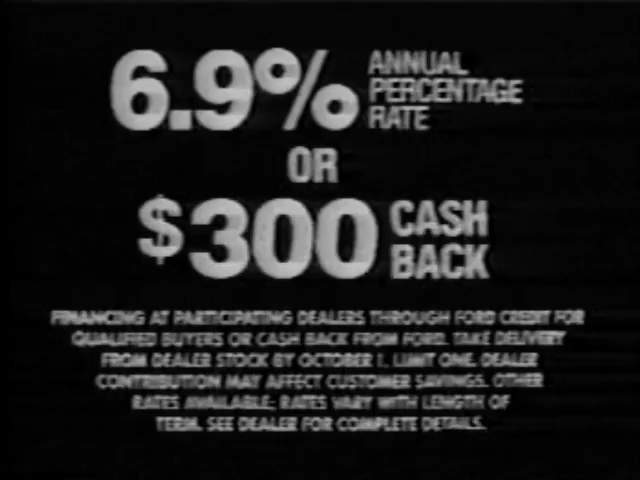 6.9% ANNUAL PERCENTAGE RATE
OR
$300 CASH BACK
FINANCING AT PARTICIPATING DEALERS THROUGH FORD CREDIT FOR
QUALIFIED BUYERS OR CASH BACK FROM FORD. TAKE DELIVERY
FROM DEALER STOCK BY OCTOBER 1. LIMIT ONE. DEALER
CONTRIBUTION MAY AFFECT CUSTOMER SAVINGS. OTHER
RATES AVAILABLE; RATES VARY WITH LENGTH OF
TERM. SEE DEALER FOR COMPLETE DETAILS.